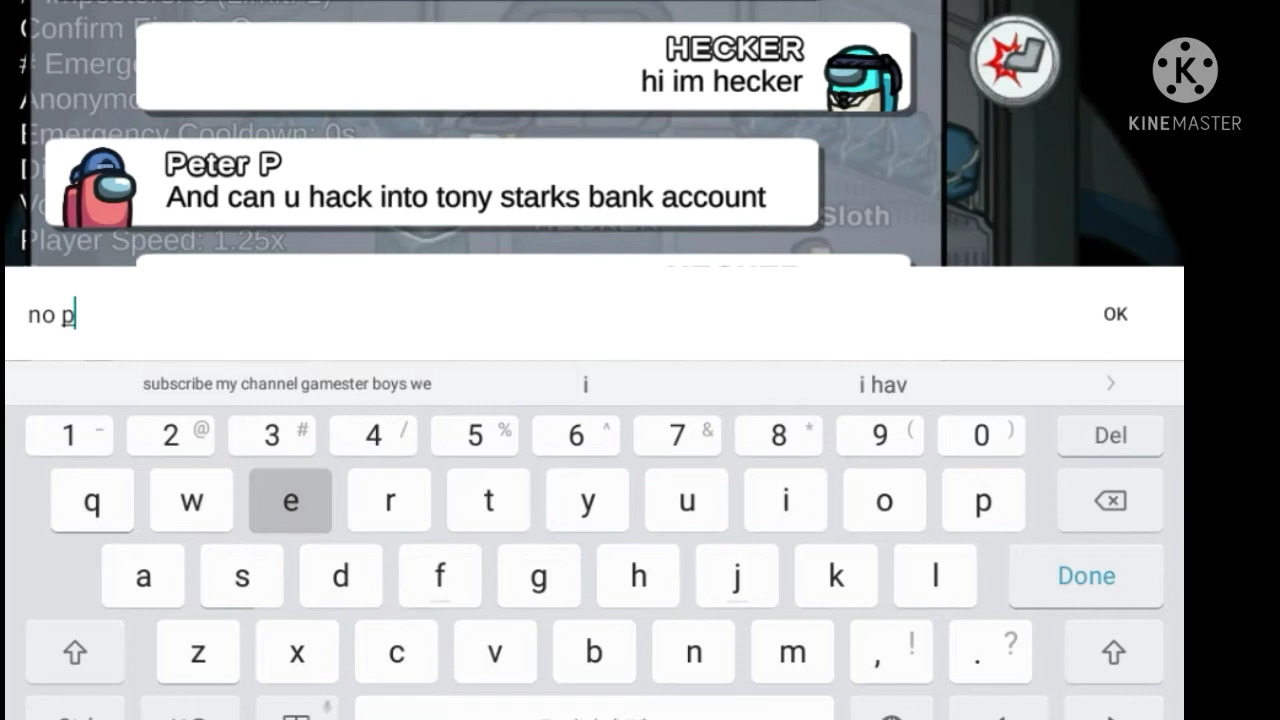 Confirm
HECKER
hi im hecker
# Emerge
Anonymo
Emergency Cooldown: 0s
Peter P
And can u hack into tony starks bank account
Sloth
Player Speed: 1.25x
K
KINEMASTER
no p
OK
subscribe my channel gamester boys we
i
i hav
>
1 - 2 @ 3 # 4 / 5 % 6 ^ 7 & 8 * 9 ( 0 ) Del
q w e r t y u i o p
a s d f g h j k l Done
z x c v b n m , ! . ?